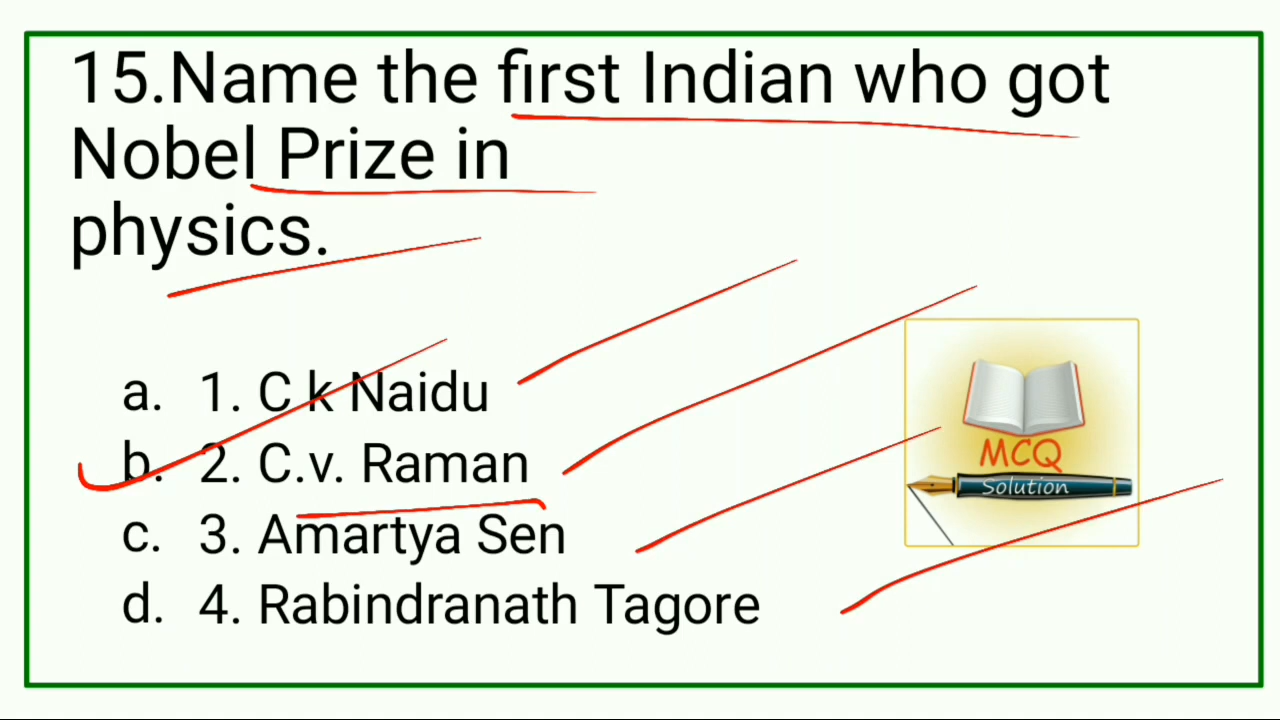 15.Name the first Indian who got
Nobel Prize in
physics.
a. 1. C k Naidu
b. 2. C.v. Raman
c. 3. Amartya Sen
d. 4. Rabindranath Tagore
MCQ
Solution